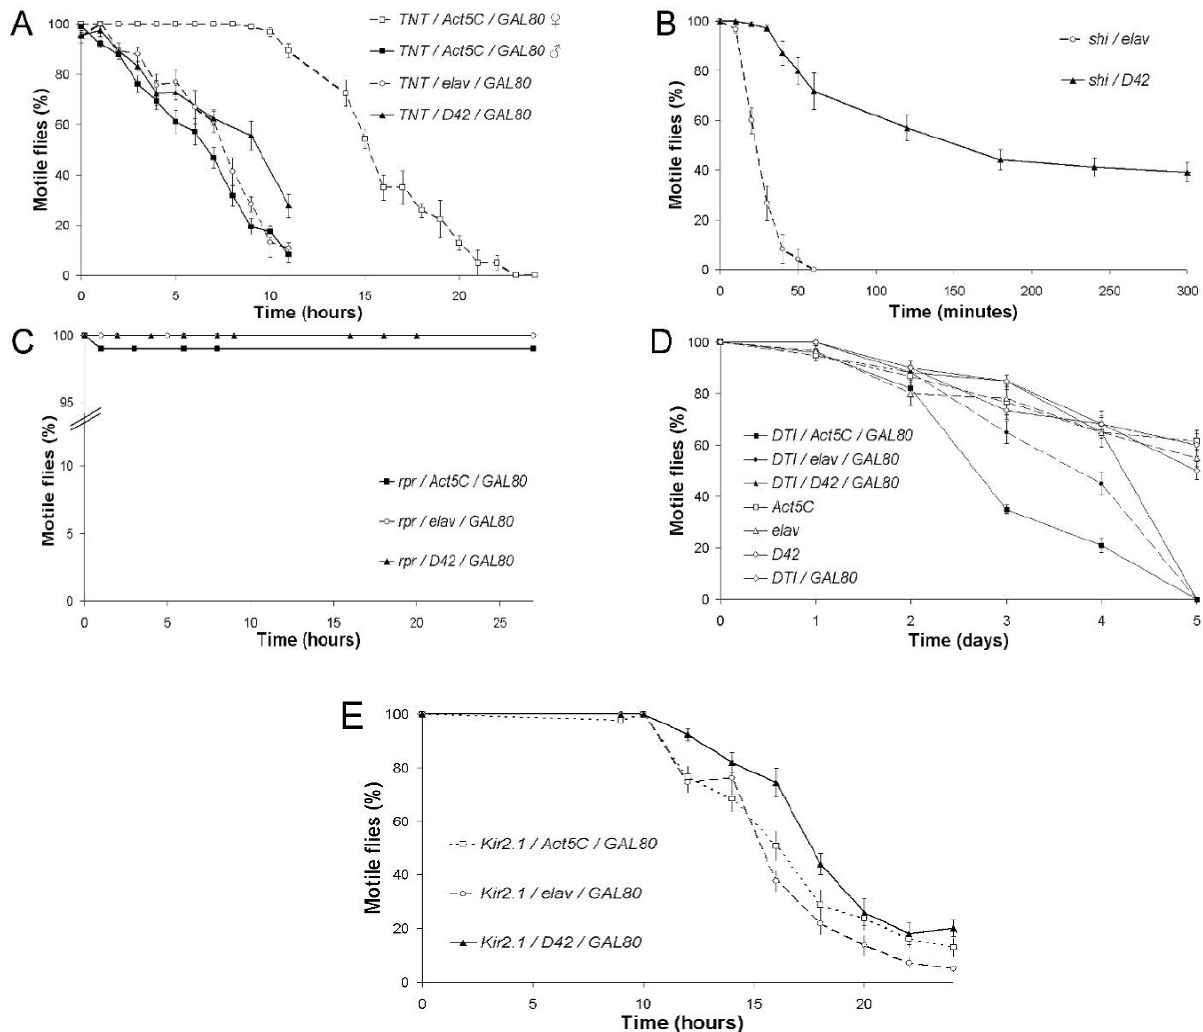 A
Motile flies (%)
100
80
60
40
20
0
0 5 10 15 20
Time (hours)
TNT / Act5C / GAL80 ♀
TNT / Act5C / GAL80 ♂
TNT / elav / GAL80
TNT / D42 / GAL80
B
Motile flies (%)
100
80
60
40
20
0
0 50 100 150 200 250 300
Time (minutes)
shi / elav
shi / D42
C
Motile flies (%)
100
95
10
5
0
0 5 10 15 20 25
Time (hours)
rpr / Act5C / GAL80
rpr / elav / GAL80
rpr / D42 / GAL80
D
Motile flies (%)
100
80
60
40
20
0
0 1 2 3 4 5
Time (days)
DTI / Act5C / GAL80
DTI / elav / GAL80
DTI / D42 / GAL80
Act5C
elav
D42
DTI / GAL80
E
Motile flies (%)
100
80
60
40
20
0
0 5 10 15 20
Time (hours)
Kir2.1 / Act5C / GAL80
Kir2.1 / elav / GAL80
Kir2.1 / D42 / GAL80